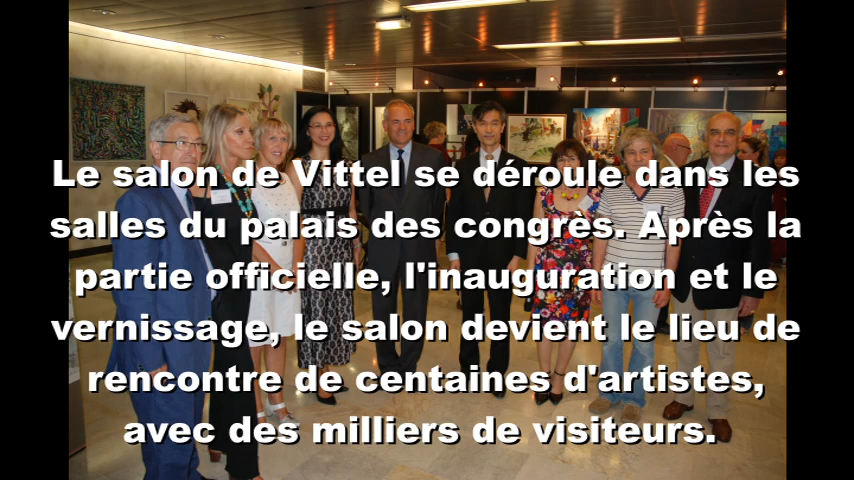 Le salon de Vittel se déroule dans les
salles du palais des congrès. Après la
partie officielle, l'inauguration et le
vernissage, le salon devient le lieu de
rencontre de centaines d'artistes,
avec des milliers de visiteurs.